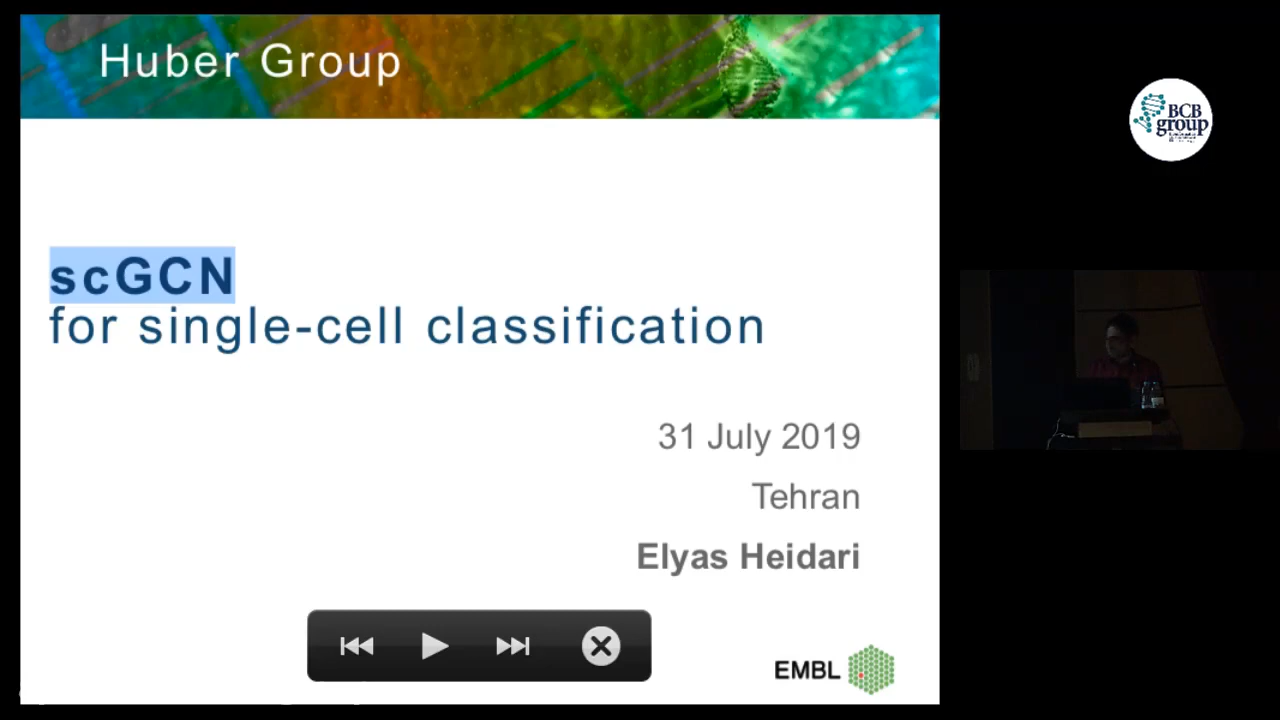 Huber Group
scGCN
for single-cell classification
31 July 2019
Tehran
Elyas Heidari
EMBL
BCB
group